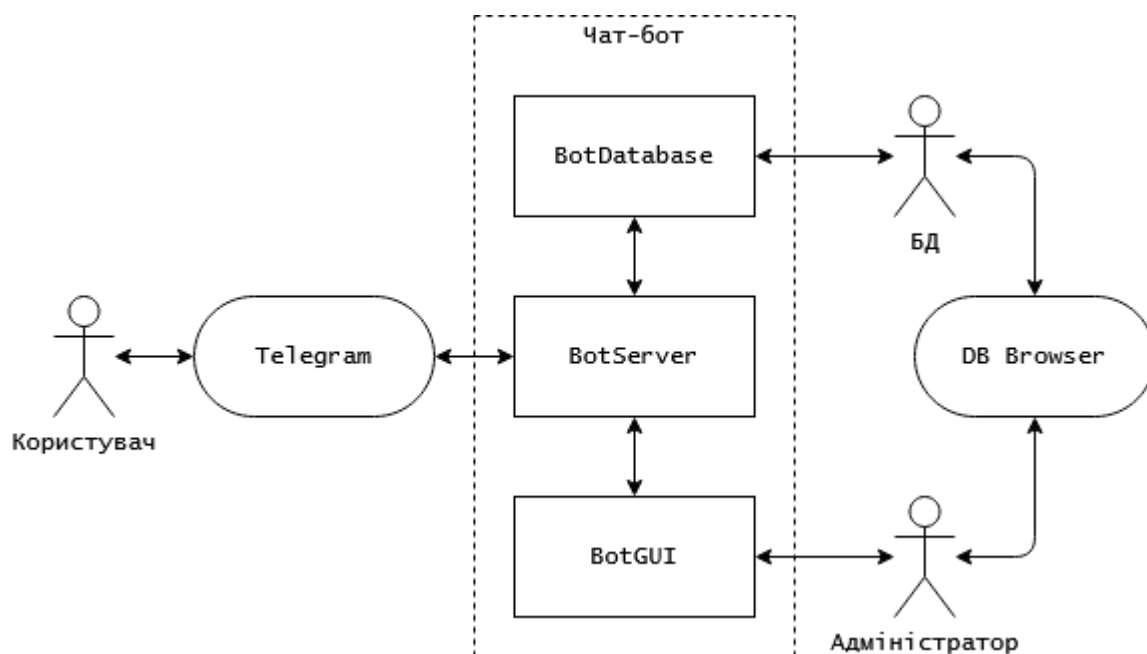 Чат-бот
BotDatabase
БД
Telegram
BotServer
DB Browser
Користувач
BotGUI
Адміністратор